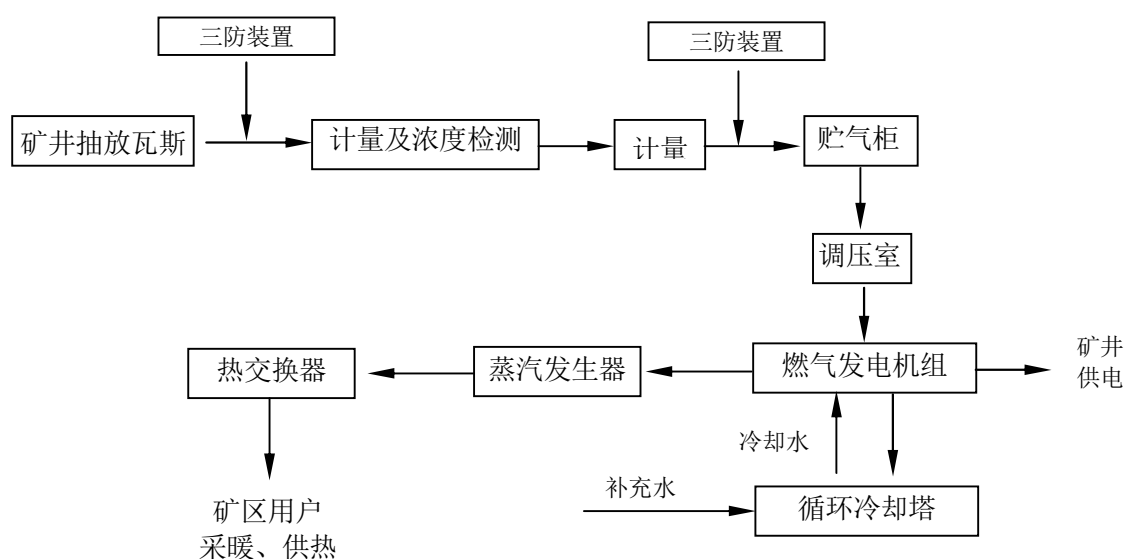 三防装置
三防装置
矿井抽放瓦斯
计量及浓度检测
计量
贮气柜
调压室
热交换器
蒸汽发生器
燃气发电机组
矿井
供电
冷却水
补充水
循环冷却塔
矿区用户
采暖、供热